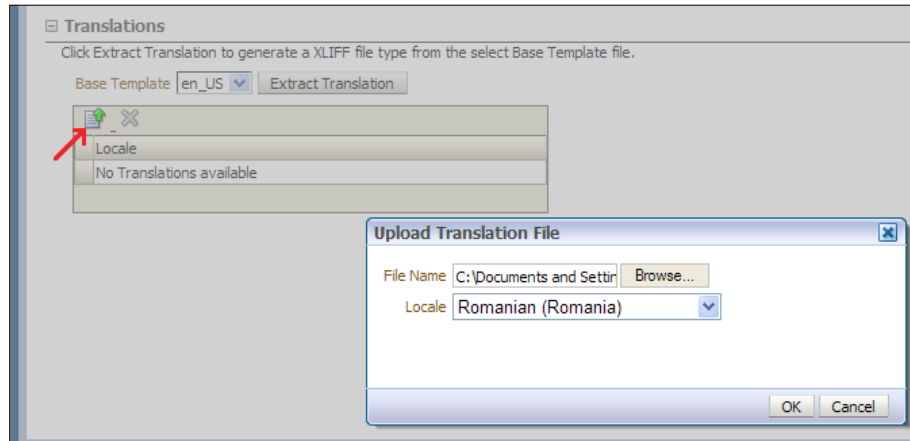 Translations
Click Extract Translation to generate a XLIFF file type from the select Base Template file.
Base Template en_US Extract Translation
Locale
No Translations available
Upload Translation File
File Name C:\Documents and Settin Browse...
Locale Romanian (Romania)
OK Cancel